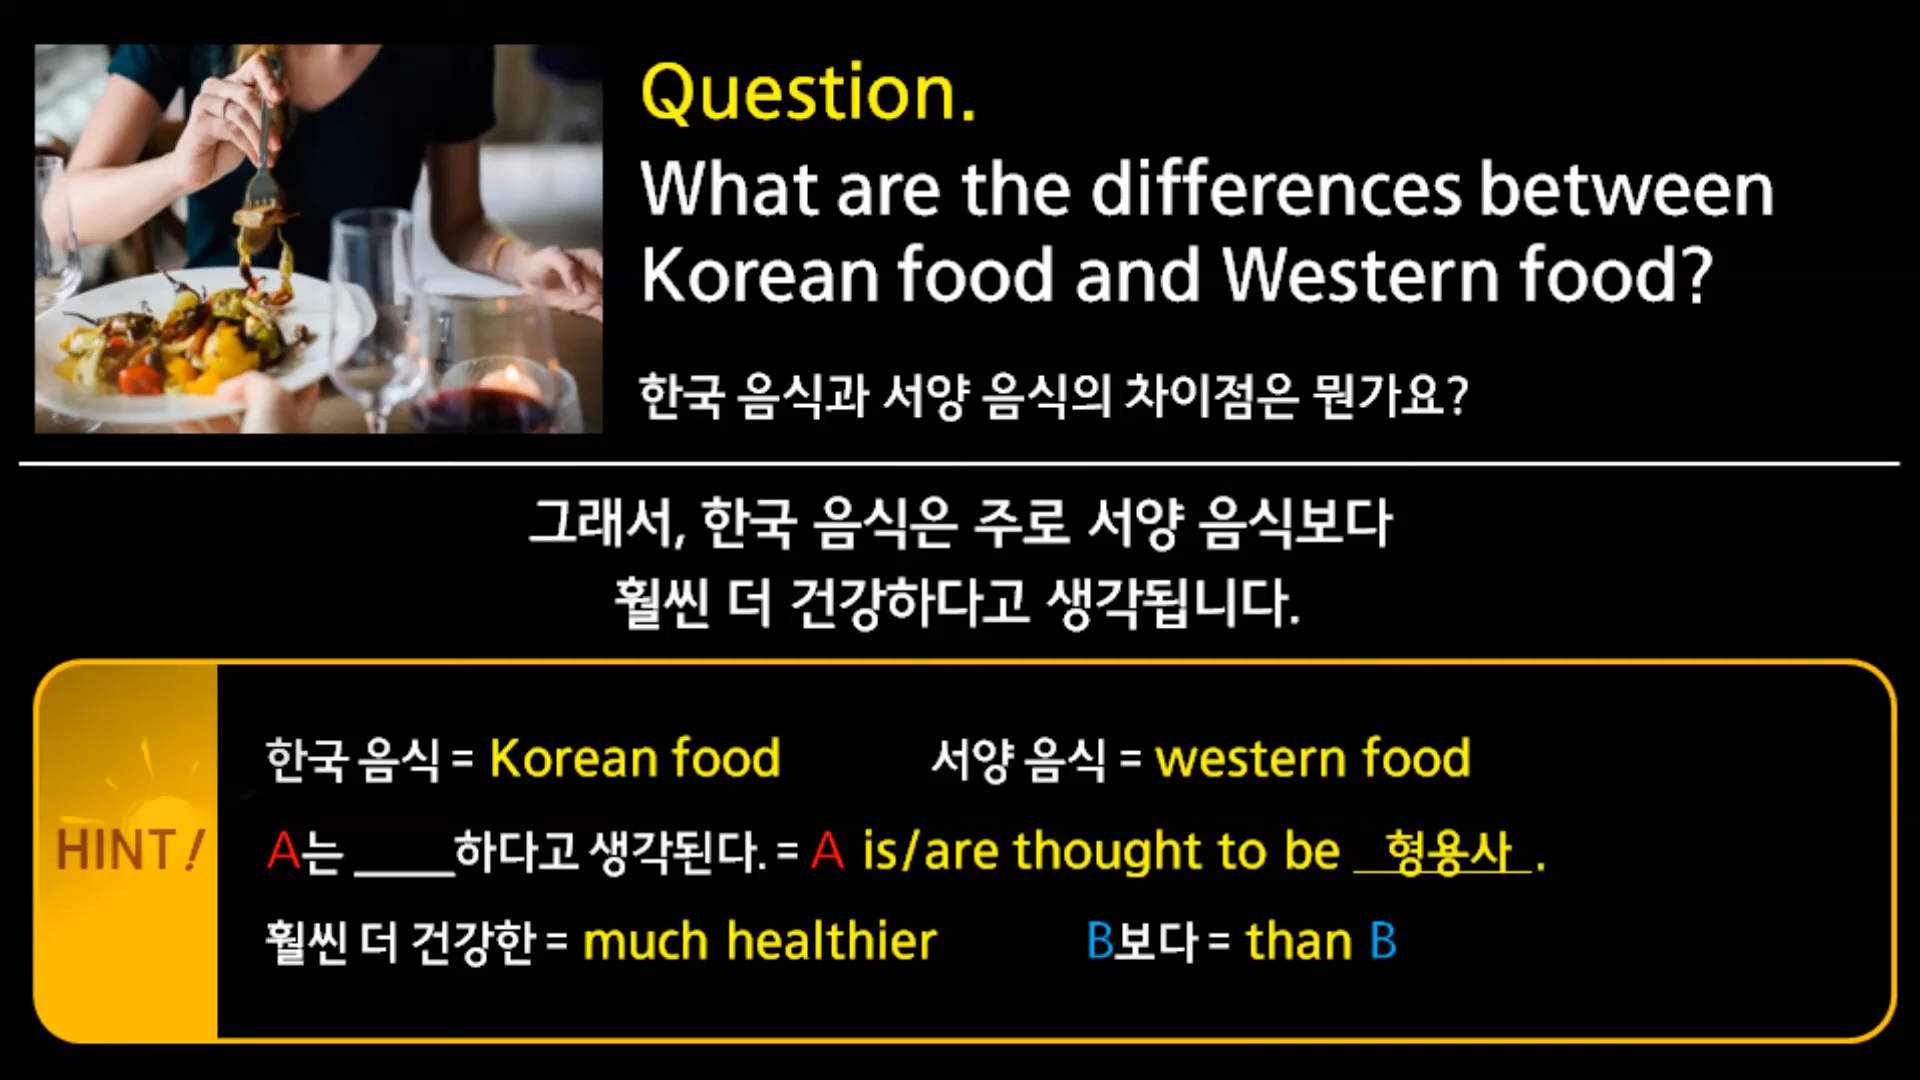 Question.
What are the differences between
Korean food and Western food?
한국 음식과 서양 음식의 차이점은 뭔가요?
그래서, 한국 음식은 주로 서양 음식보다
훨씬 더 건강하다고 생각됩니다.
HINT!
한국 음식 = Korean food 서양 음식 = western food
A는 _____하다고 생각된다. = A is/are thought to be _형용사_.
훨씬 더 건강한 = much healthier B보다 = than B